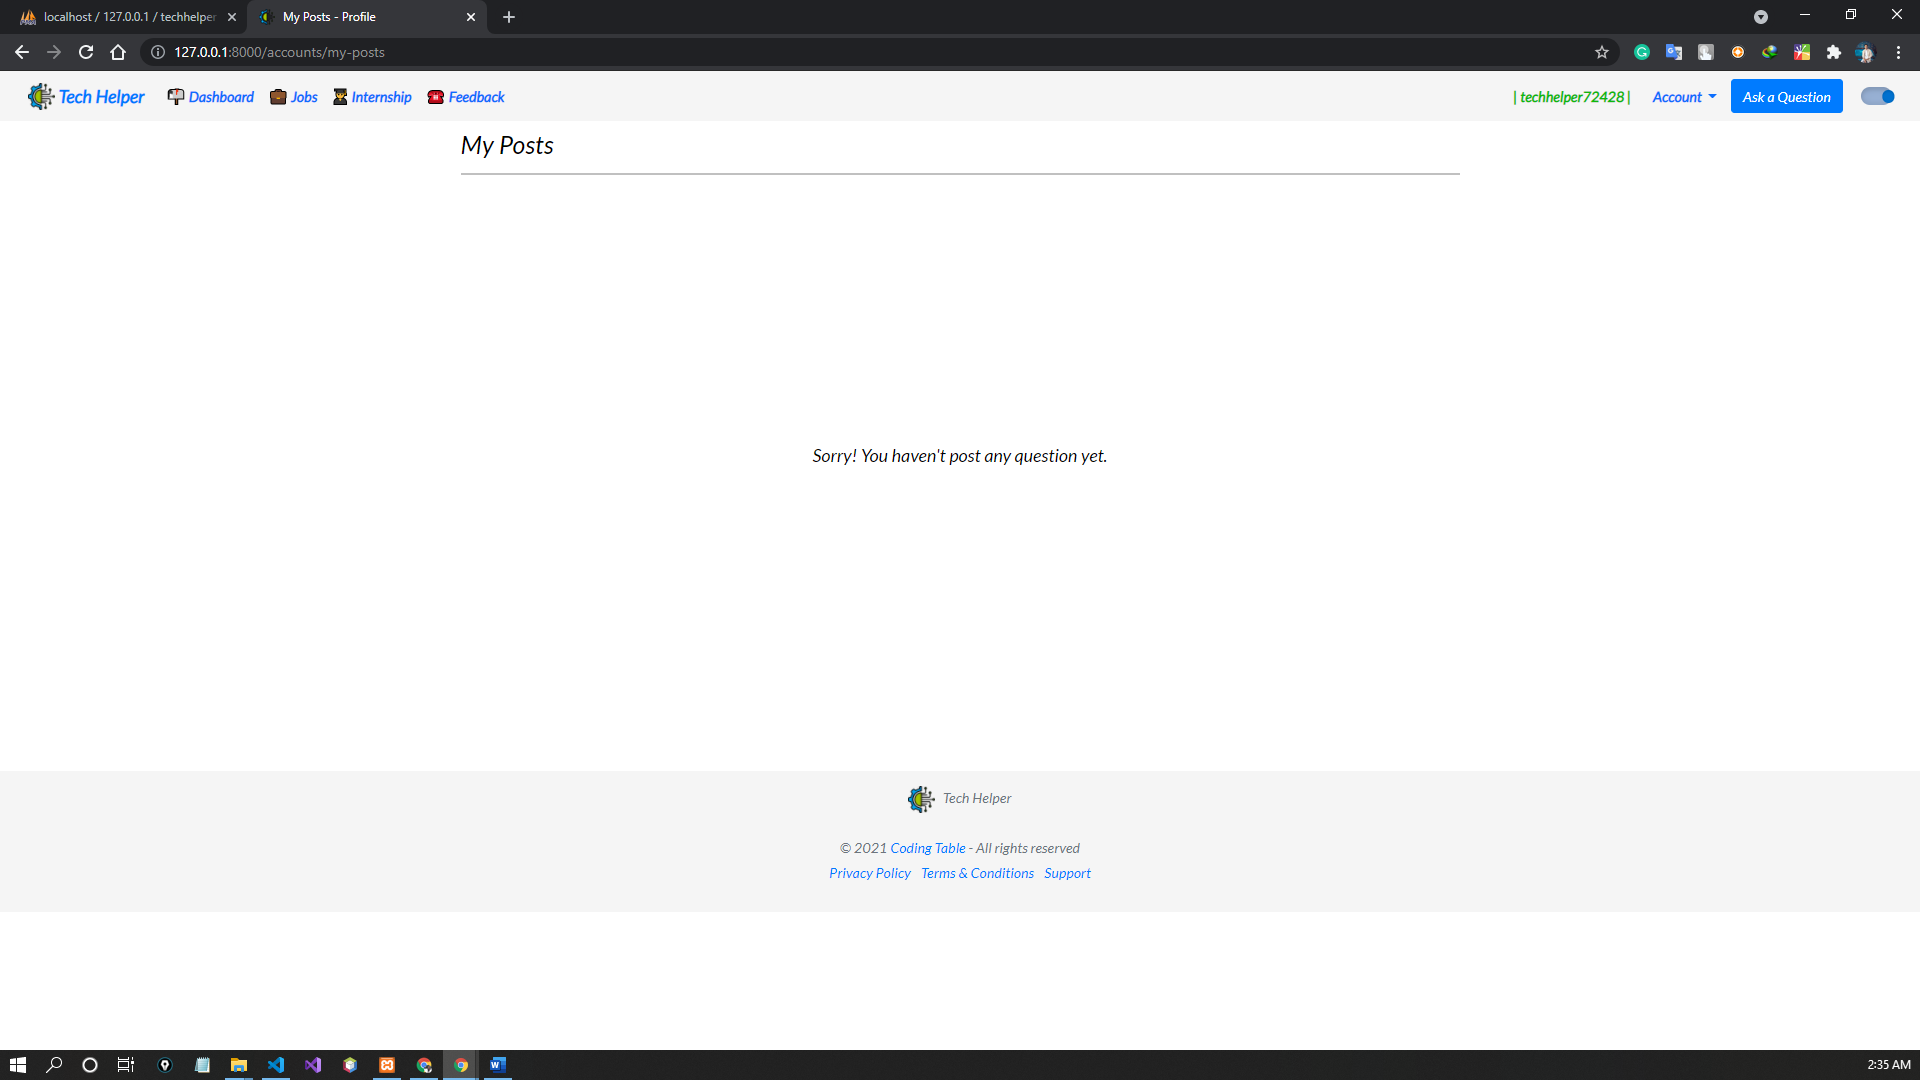 localhost / 127.0.0.1 / techhelper
My Posts - Profile
127.0.0.1:8000/accounts/my-posts
Tech Helper Dashboard Jobs Internship Feedback | techhelper72428 | Account Ask a Question
My Posts
Sorry! You haven't post any question yet.
Tech Helper
© 2021 Coding Table - All rights reserved
Privacy Policy Terms & Conditions Support
2:35 AM